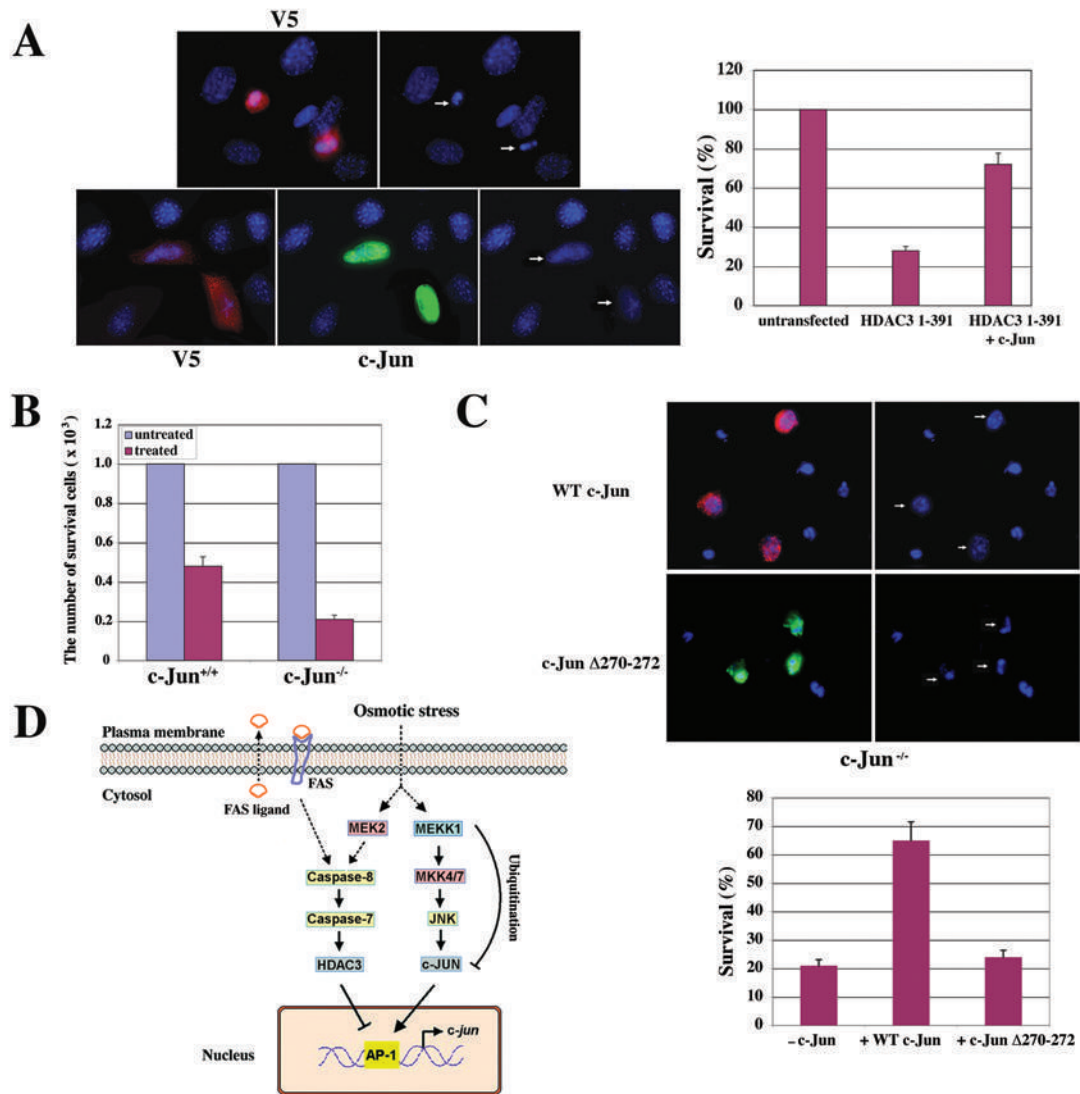 A
V5
V5
c-Jun
Survival (%)
120
100
80
60
40
20
0
untransfected
HDAC3 1-391
HDAC3 1-391
+ c-Jun
B
The number of survival cells ( x 10³)
1.2
1.0
0.8
0.6
0.4
0.2
0
untreated
treated
c-Jun+/+
c-Jun-/-
C
WT c-Jun
c-Jun Δ270-272
c-Jun-/-
Survival (%)
80
70
60
50
40
30
20
10
0
– c-Jun
+ WT c-Jun
+ c-Jun Δ270-272
D
Osmotic stress
Plasma membrane
Cytosol
FAS ligand
FAS
MEK2
MEKK1
Caspase-8
MKK4/7
Caspase-7
JNK
HDAC3
c-JUN
Ubiquitination
Nucleus
AP-1
c-jun